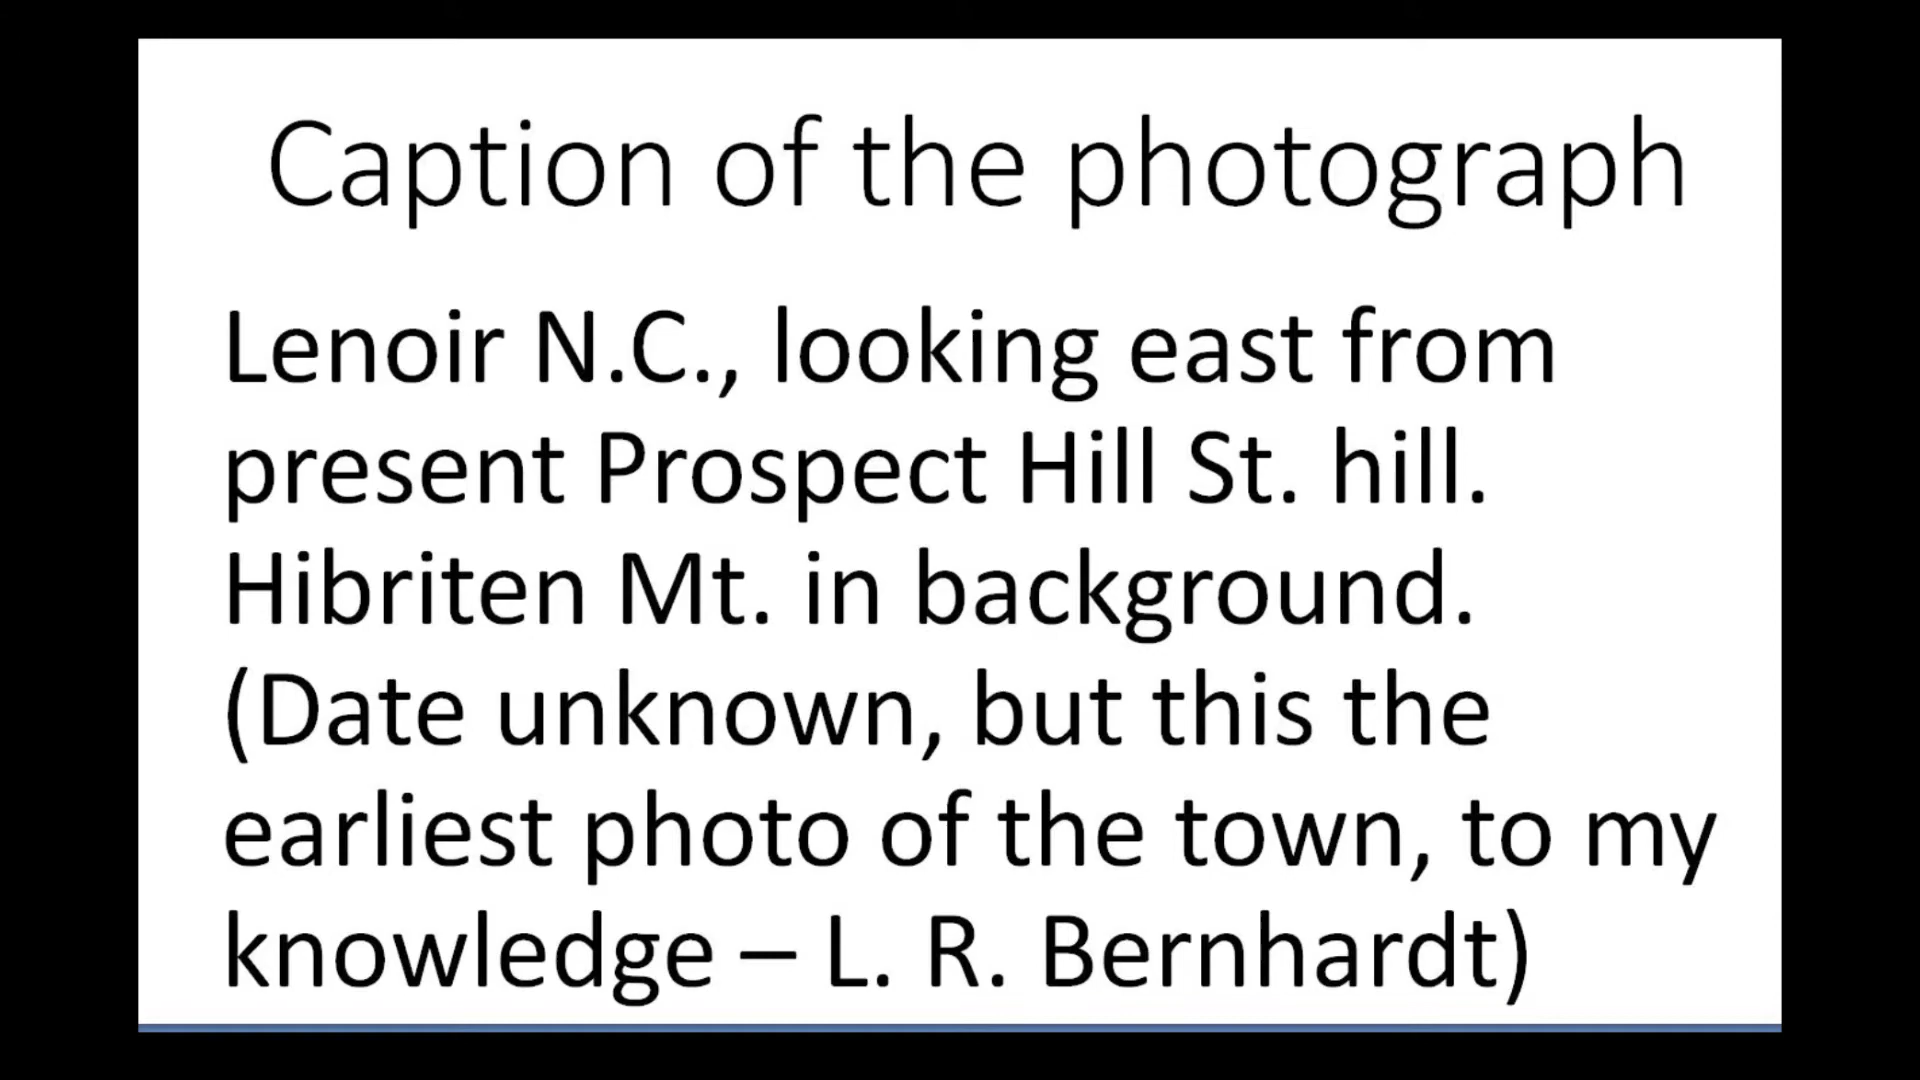 Caption of the photograph
Lenoir N.C., looking east from
present Prospect Hill St. hill.
Hibriten Mt. in background.
(Date unknown, but this the
earliest photo of the town, to my
knowledge – L. R. Bernhardt)